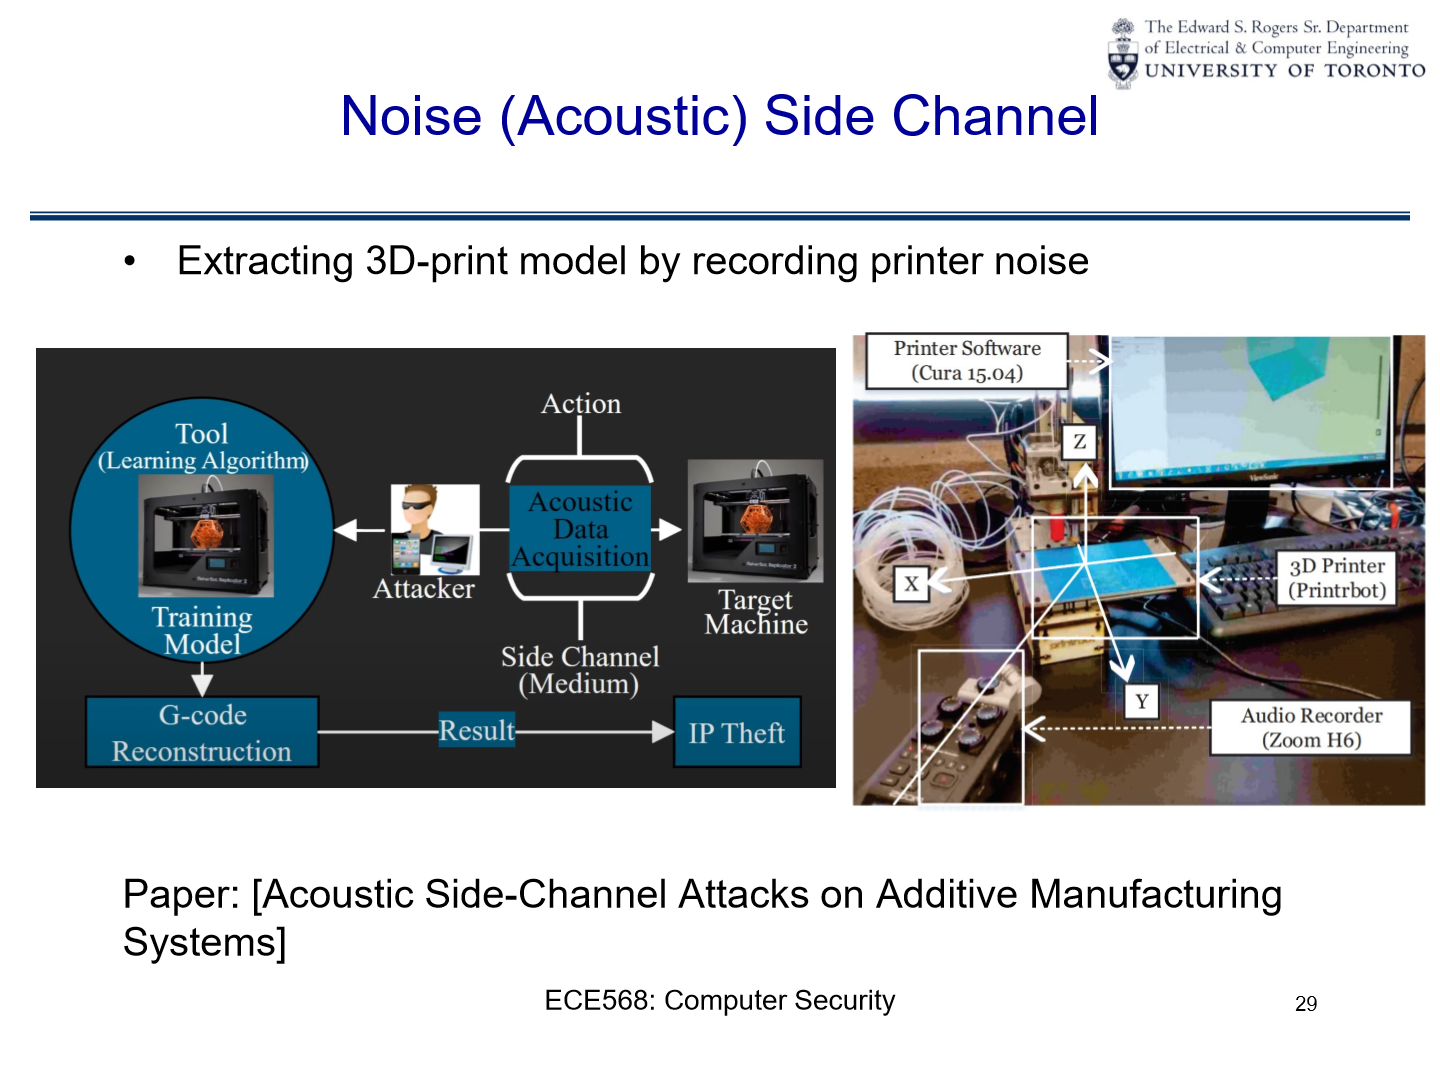 The Edward S. Rogers Sr. Department
of Electrical & Computer Engineering
UNIVERSITY OF TORONTO
Noise (Acoustic) Side Channel
• Extracting 3D-print model by recording printer noise
Tool
(Learning Algorithm)
Training
Model
Attacker
Action
Acoustic
Data
Acquisition
Side Channel
(Medium)
Target
Machine
G-code
Reconstruction
Result
IP Theft
Printer Software
(Cura 15.04)
Z
X
Y
3D Printer
(Printrbot)
Audio Recorder
(Zoom H6)
ViewSonic
Paper: [Acoustic Side-Channel Attacks on Additive Manufacturing
Systems]
ECE568: Computer Security
29